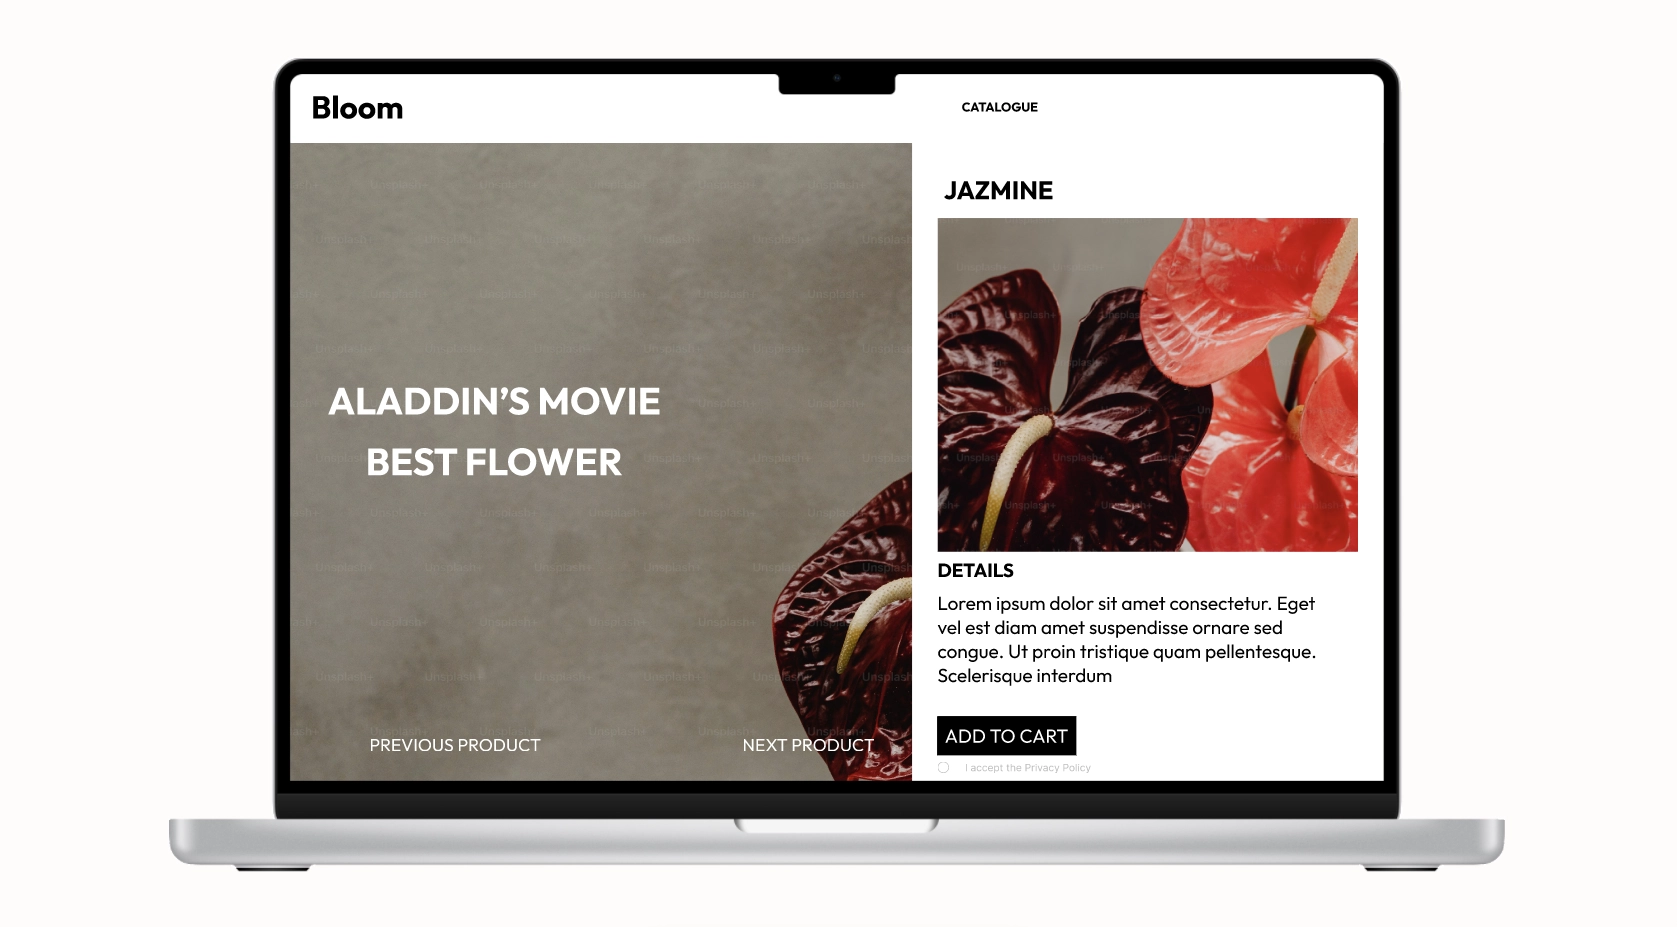 Bloom
CATALOGUE
ALADDIN’S MOVIE
BEST FLOWER
PREVIOUS PRODUCT
NEXT PRODUCT
JAZMINE
DETAILS
Lorem ipsum dolor sit amet consectetur. Eget
vel est diam amet suspendisse ornare sed
congue. Ut proin tristique quam pellentesque.
Scelerisque interdum
ADD TO CART
I accept the Privacy Policy